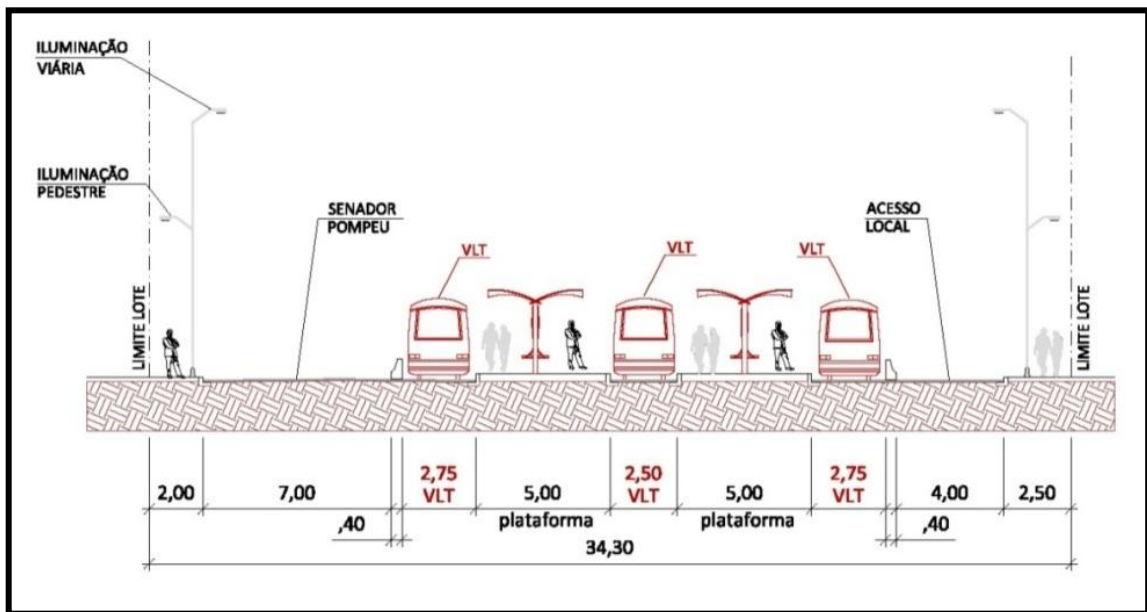 ILUMINAÇÃO
VIÁRIA
ILUMINAÇÃO
PEDESTRE
SENADOR
POMPEU
ACESSO
LOCAL
VLT
VLT
VLT
LIMITE LOTE
LIMITE LOTE
2,00
7,00
2,75
VLT
5,00
plataforma
2,50
VLT
5,00
plataforma
2,75
VLT
4,00
2,50
,40
,40
34,30